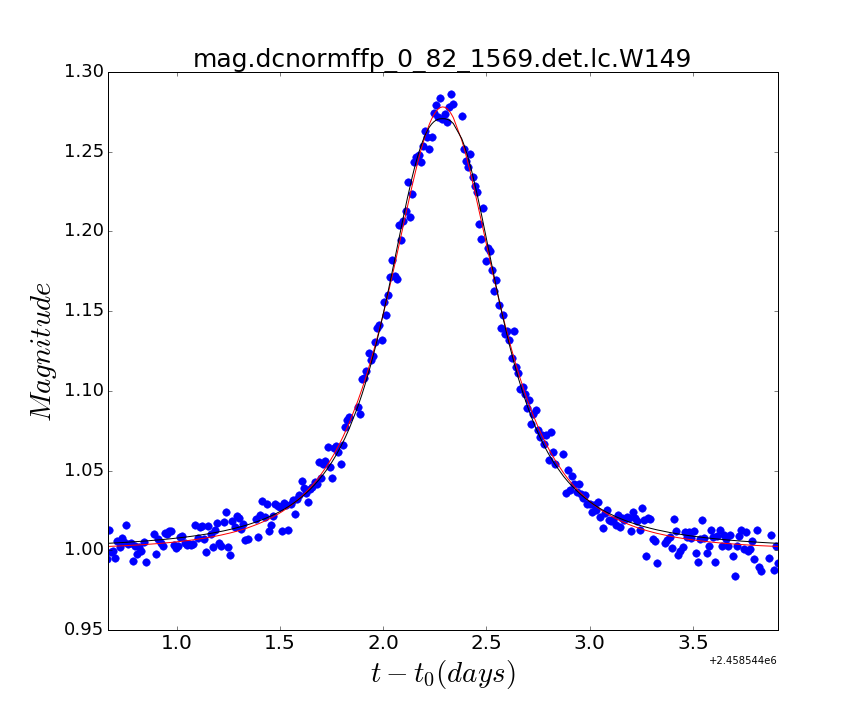 mag.dcnormffp_0_82_1569.det.lc.W149
1.30
1.25
1.20
1.15
1.10
1.05
1.00
0.95
Magnitude
1.0 1.5 2.0 2.5 3.0 3.5
+2.458544e6
t − t₀(days)